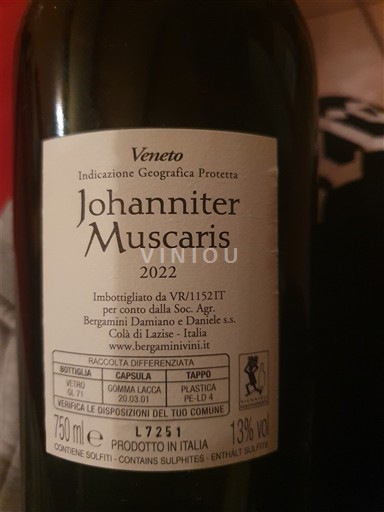 Veneto
Indicazione Geografica Protetta
Johanniter
Muscaris
VINIOU
2022
Imbottigliato da VR/1152IT
per conto dalla Soc. Agr.
Bergamini Damiano e Daniele s.s.
Colà di Lazise - Italia
www.bergaminivini.it
RACCOLTA DIFFERENZIATA
BOTTIGLIA CAPSULA TAPPO
VETRO GOMMA LACCA PLASTICA
GL 71 20.03.01 PE-LD 4
VERIFICA LE DISPOSIZIONI DEL TUO COMUNE
L7251
750 ml e PRODOTTO IN ITALIA 13% vol
CONTIENE SOLFITI - CONTAINS SULPHITES - ENTHÄLT SULFITE